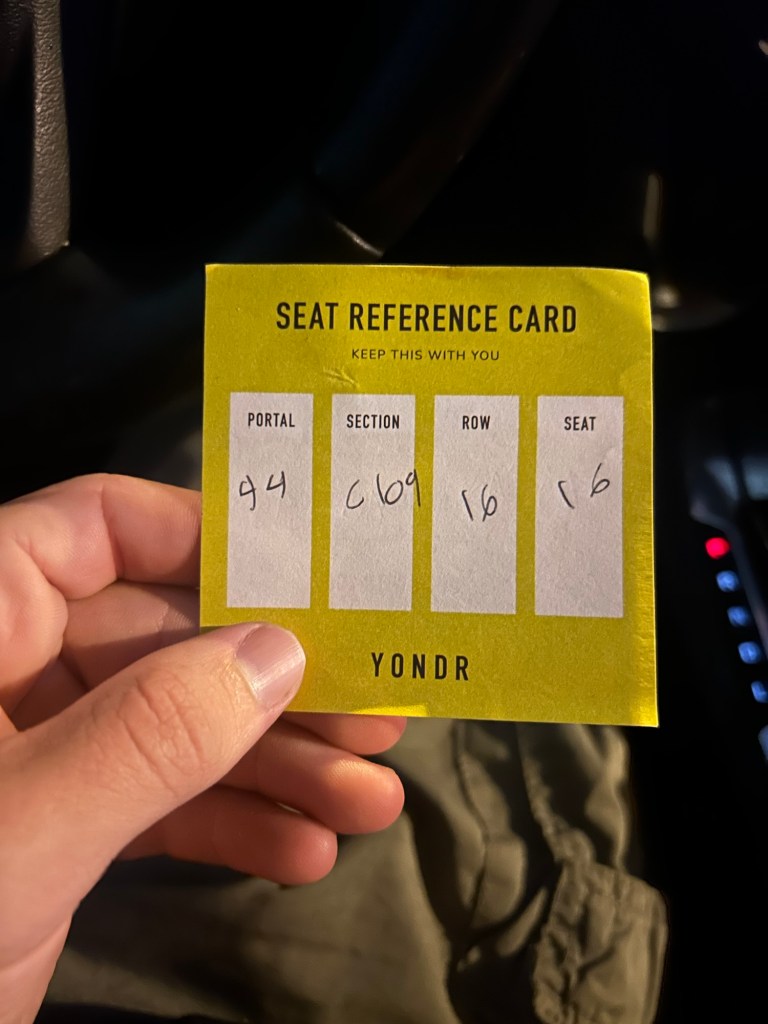 SEAT REFERENCE CARD
KEEP THIS WITH YOU
PORTAL SECTION ROW SEAT
44 C109 16 16
YONDR